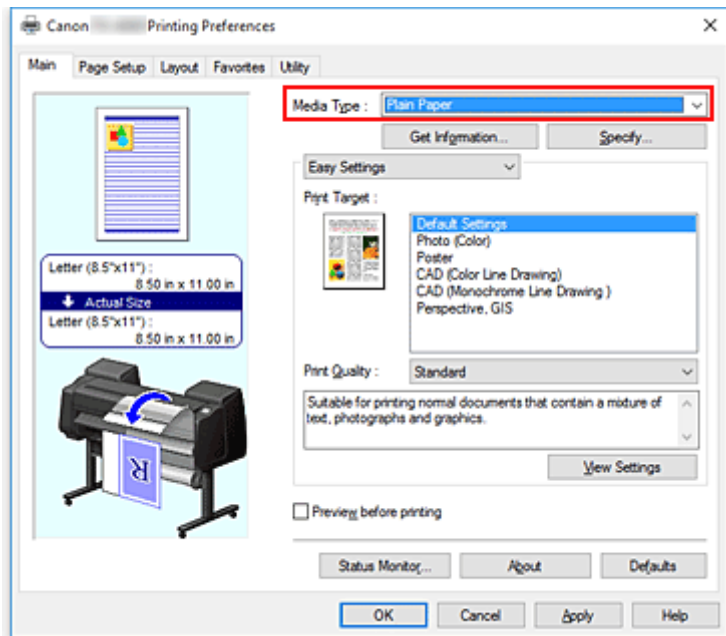 Canon Printing Preferences
Main Page Setup Layout Favorites Utility
Media Type : Plain Paper
Get Information... Specify...
Easy Settings
Print Target :
Default Settings
Photo (Color)
Poster
CAD (Color Line Drawing)
CAD (Monochrome Line Drawing )
Perspective, GIS
Letter (8.5"x11") :
8.50 in x 11.00 in
Actual Size
Letter (8.5"x11") :
8.50 in x 11.00 in
R
Print Quality : Standard
Suitable for printing normal documents that contain a mixture of
text, photographs and graphics.
View Settings
Preview before printing
Status Monitor... About Defaults
OK Cancel Apply Help